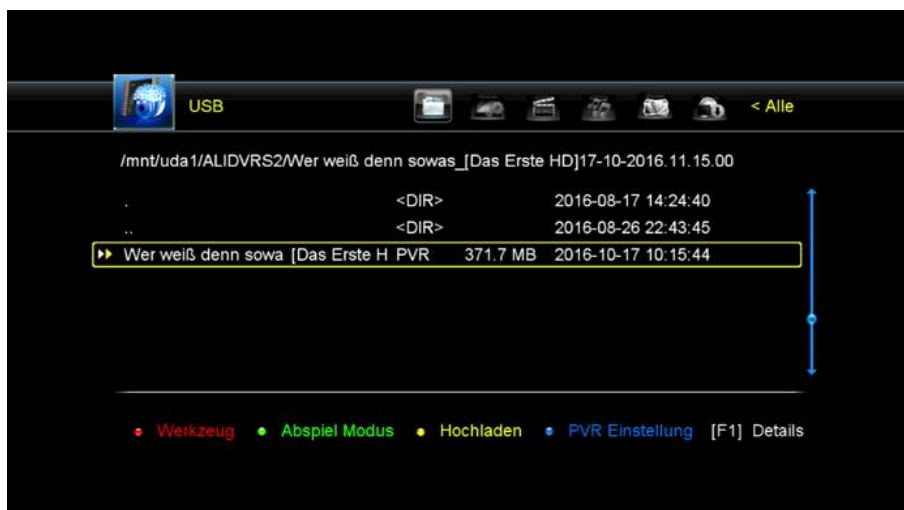 USB < Alle
/mnt/uda1/ALIDVRS2/Wer weiß denn sowas_[Das Erste HD]17-10-2016.11.15.00
. <DIR> 2016-08-17 14:24:40
.. <DIR> 2016-08-26 22:43:45
Wer weiß denn sowa [Das Erste H PVR 371.7 MB 2016-10-17 10:15:44
Werkzeug Abspiel Modus Hochladen PVR Einstellung [F1] Details